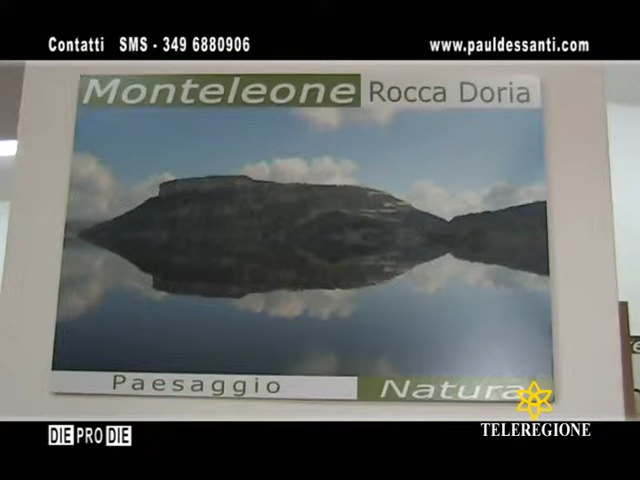 Contatti SMS - 349 6880906
www.pauldessanti.com
Monteleone Rocca Doria
Paesaggio
Natura
DIE PRO DIE
TELEREGIONE